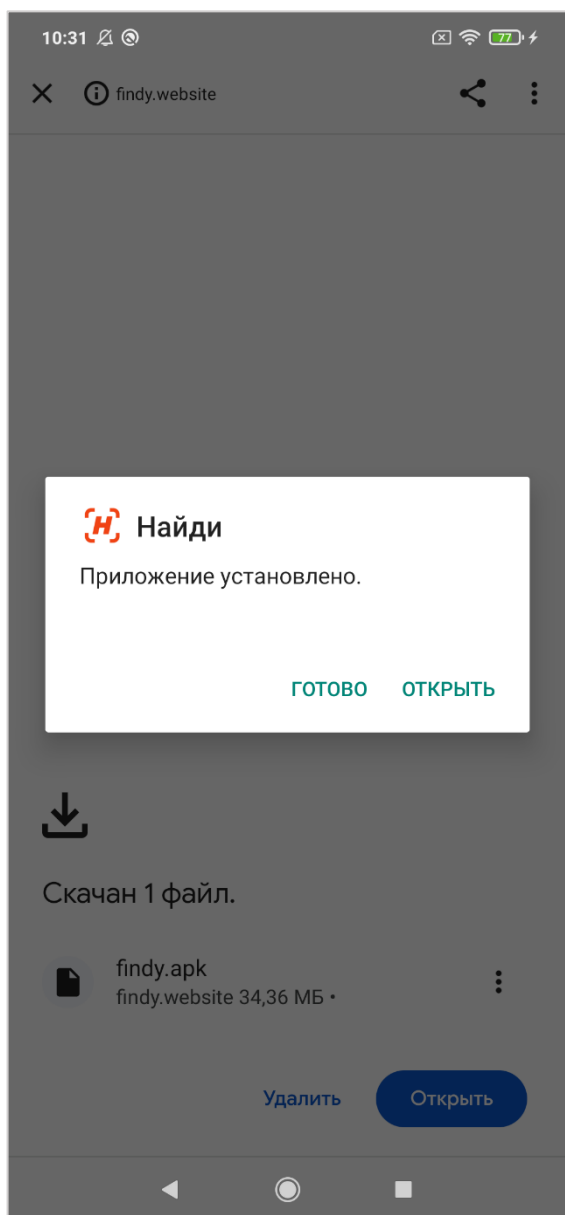 10:31
77
findy.website
Н
Найди
Приложение установлено.
ГОТОВО ОТКРЫТЬ
Скачан 1 файл.
findy.apk
findy.website 34,36 МБ •
Удалить Открыть